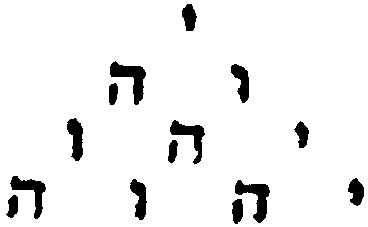 י
ו ה
י ה ו
י ה ו ה